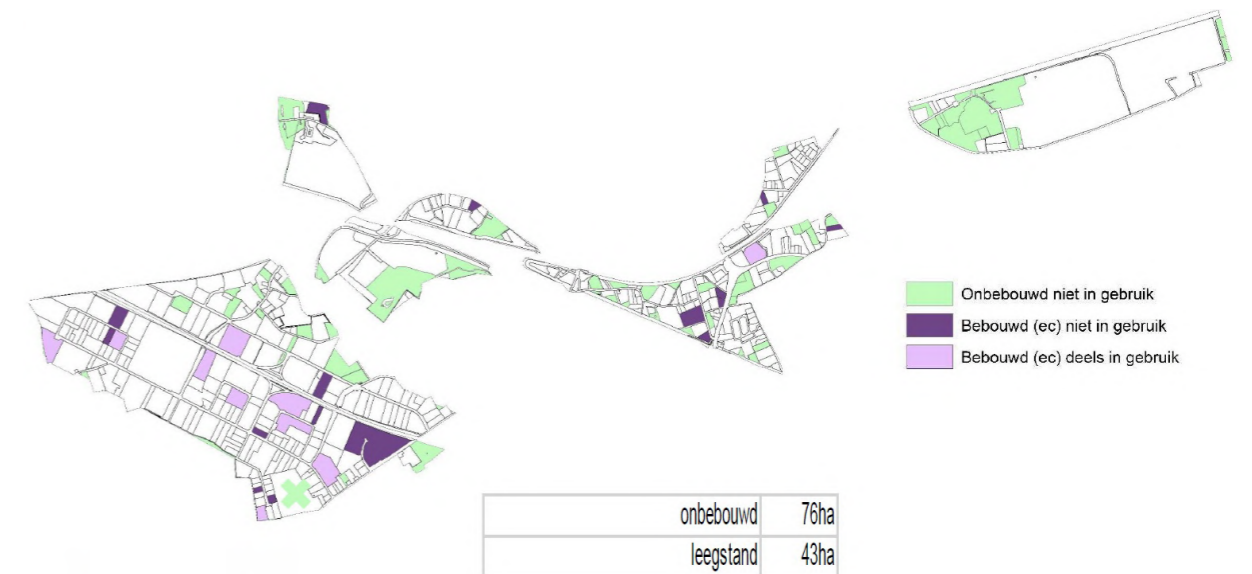 Onbebouwd niet in gebruik
Bebouwd (ec) niet in gebruik
Bebouwd (ec) deels in gebruik
onbebouwd 76ha
leegstand 43ha